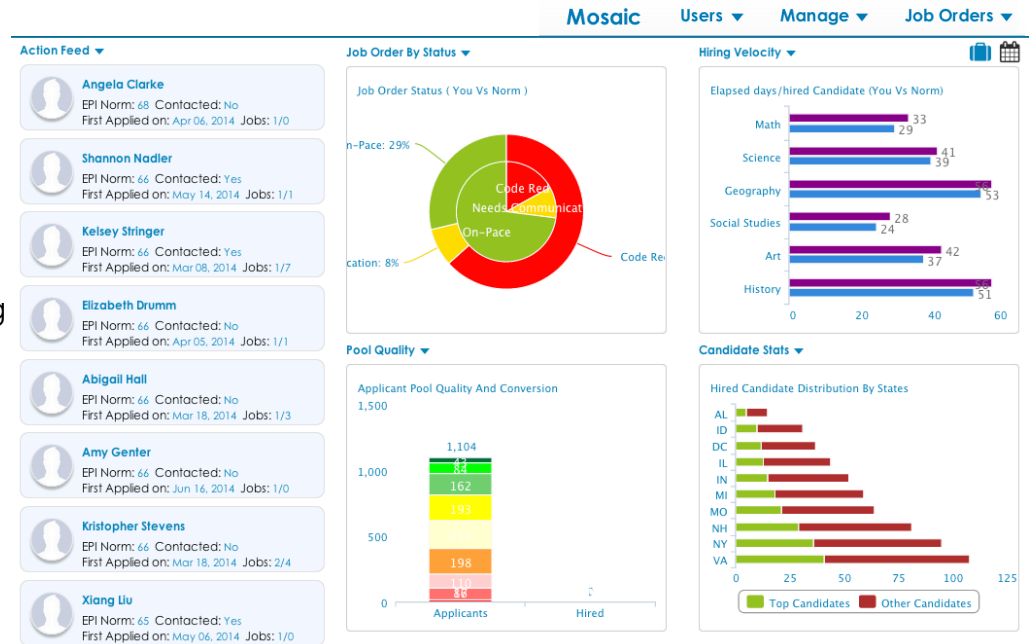 Mosaic Users Manage Job Orders
Action Feed
Angela Clarke
EPI Norm: 68 Contacted: No
First Applied on: Apr 06, 2014 Jobs: 1/0
Shannon Nadler
EPI Norm: 66 Contacted: Yes
First Applied on: May 14, 2014 Jobs: 1/1
Kelsey Stringer
EPI Norm: 66 Contacted: Yes
First Applied on: Mar 08, 2014 Jobs: 1/7
g
Elizabeth Drumm
EPI Norm: 66 Contacted: No
First Applied on: Apr 05, 2014 Jobs: 1/1
Abigail Hall
EPI Norm: 66 Contacted: No
First Applied on: Mar 18, 2014 Jobs: 1/3
Amy Genter
EPI Norm: 66 Contacted: No
First Applied on: Jun 16, 2014 Jobs: 1/0
Kristopher Stevens
EPI Norm: 66 Contacted: No
First Applied on: Mar 18, 2014 Jobs: 2/4
Xiang Liu
EPI Norm: 65 Contacted: Yes
First Applied on: May 06, 2014 Jobs: 1/0
Job Order By Status
Job Order Status ( You Vs Norm )
n-Pace: 29%
Code Red
Needs Communicat
On-Pace
cation: 8%
Code Re
Hiring Velocity
Elapsed days/hired Candidate (You Vs Norm)
Math 33
29
Science 41
39
Geography 56
53
Social Studies 28
24
Art 42
37
History 56
51
0 20 40 60
Pool Quality
Applicant Pool Quality And Conversion
1,500
1,104
1,000
84
162
193
500
198
110
0
Applicants Hired
Candidate Stats
Hired Candidate Distribution By States
AL
ID
DC
IL
IN
MI
MO
NH
NY
VA
0 25 50 75 100 125
Top Candidates Other Candidates